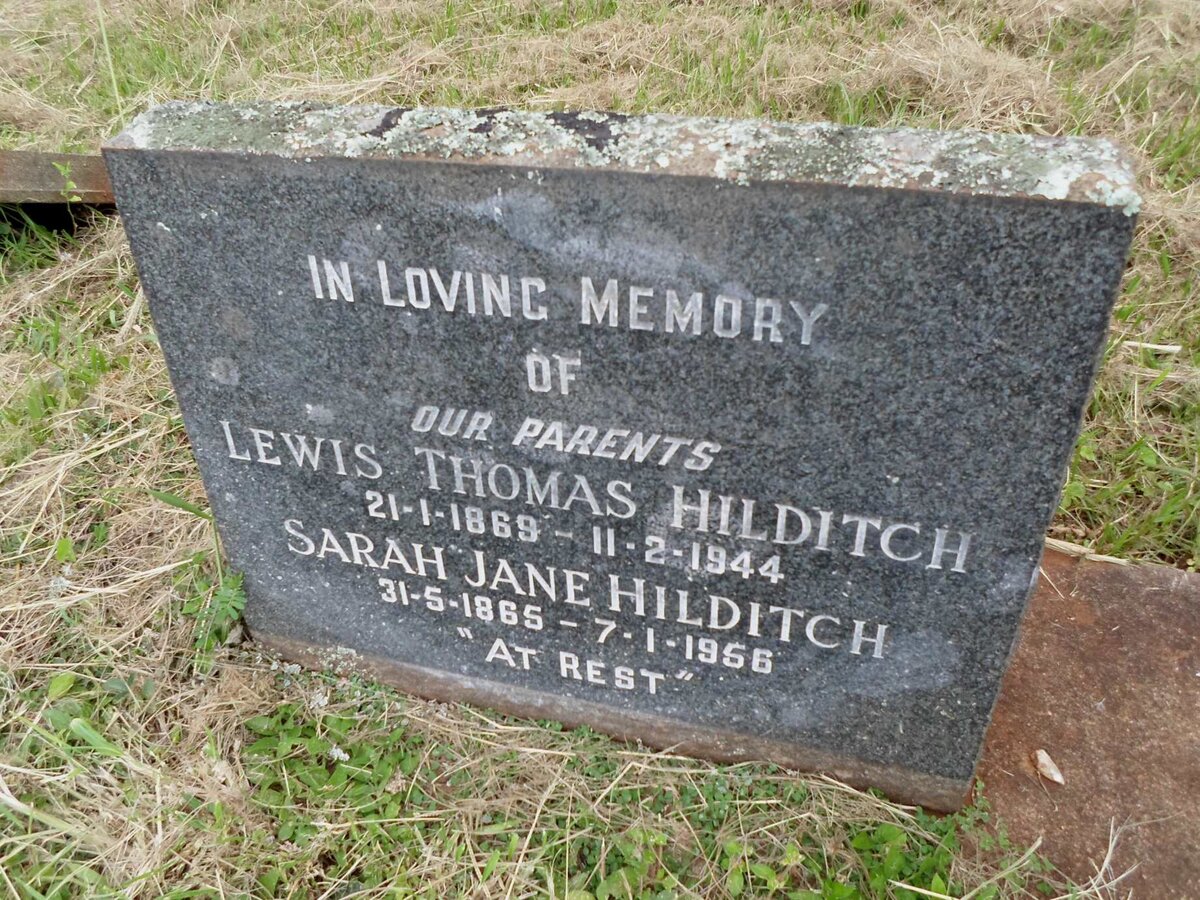 IN LOVING MEMORY
OF
OUR PARENTS
LEWIS THOMAS HILDITCH
21-1-1869 - 11-2-1944
SARAH JANE HILDITCH
31-5-1865 - 7-1-1956
"AT REST"